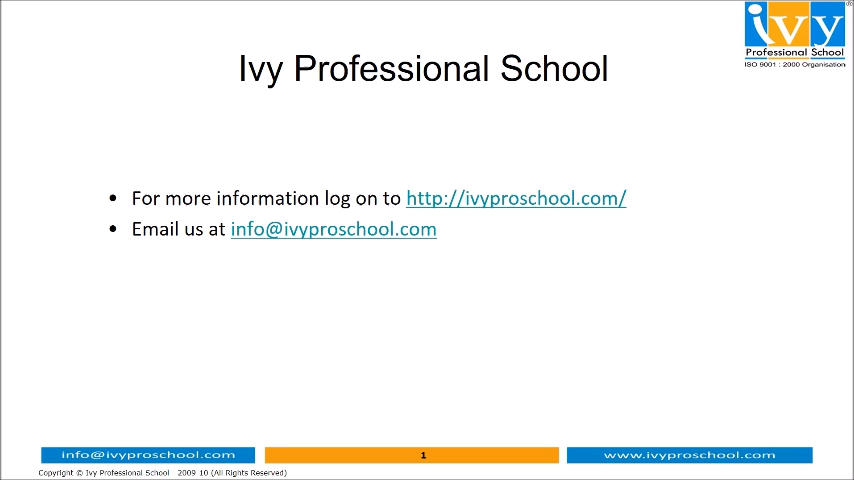 ivy ®
Professional School
ISO 9001 : 2000 Organisation
Ivy Professional School
• For more information log on to http://ivyproschool.com/
• Email us at info@ivyproschool.com
info@ivyproschool.com 1 www.ivyproschool.com
Copyright © Ivy Professional School 2009 10 (All Rights Reserved)